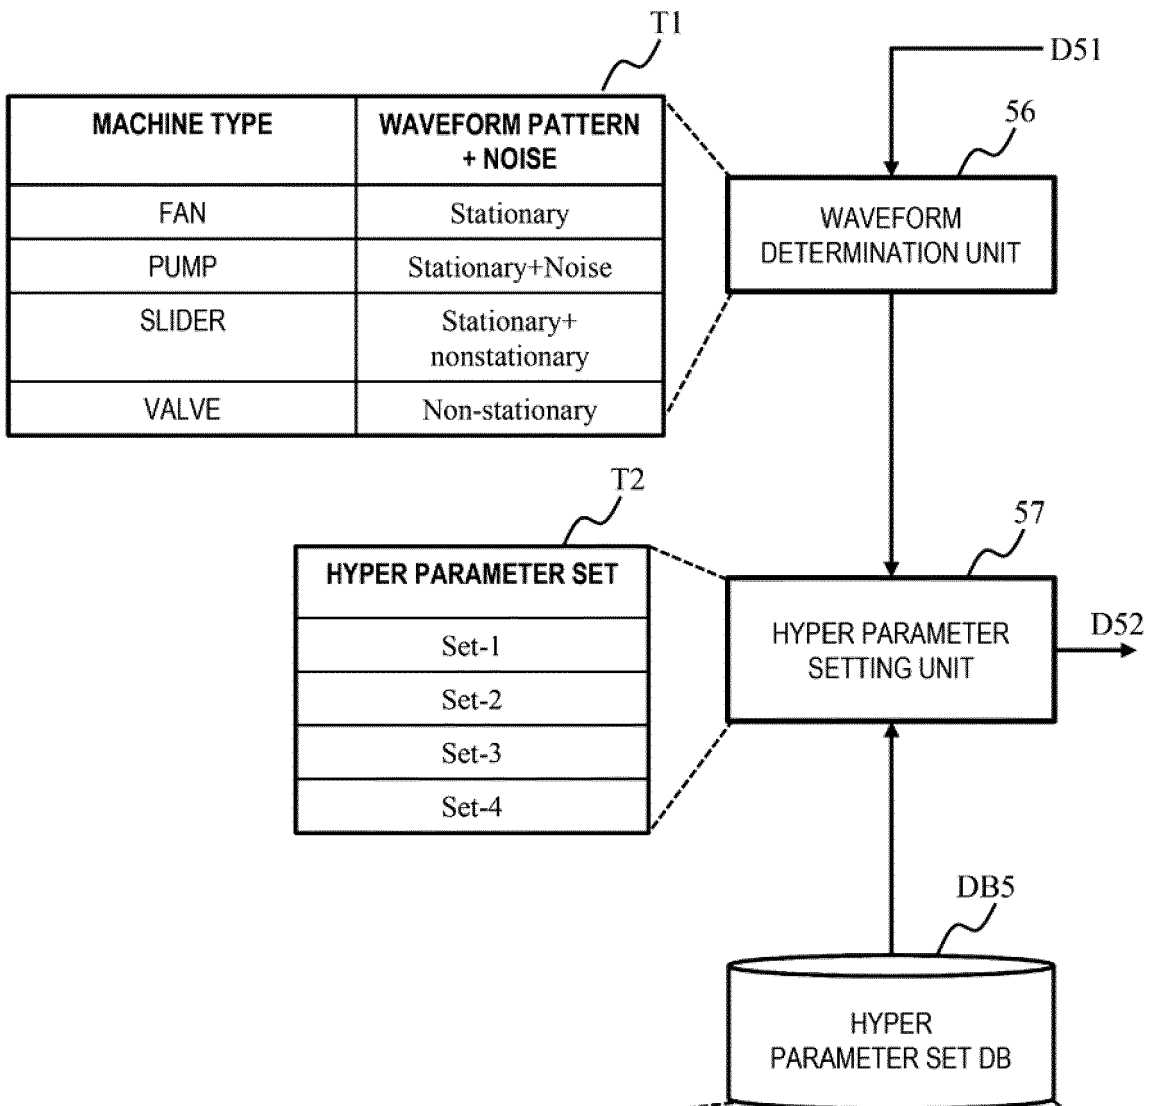 T1
D51
MACHINE TYPE
WAVEFORM PATTERN
+ NOISE
56
FAN
Stationary
WAVEFORM
DETERMINATION UNIT
PUMP
Stationary+Noise
SLIDER
Stationary+
nonstationary
VALVE
Non-stationary
T2
57
HYPER PARAMETER SET
Set-1
Set-2
Set-3
Set-4
HYPER PARAMETER
SETTING UNIT
D52
DB5
HYPER
PARAMETER SET DB